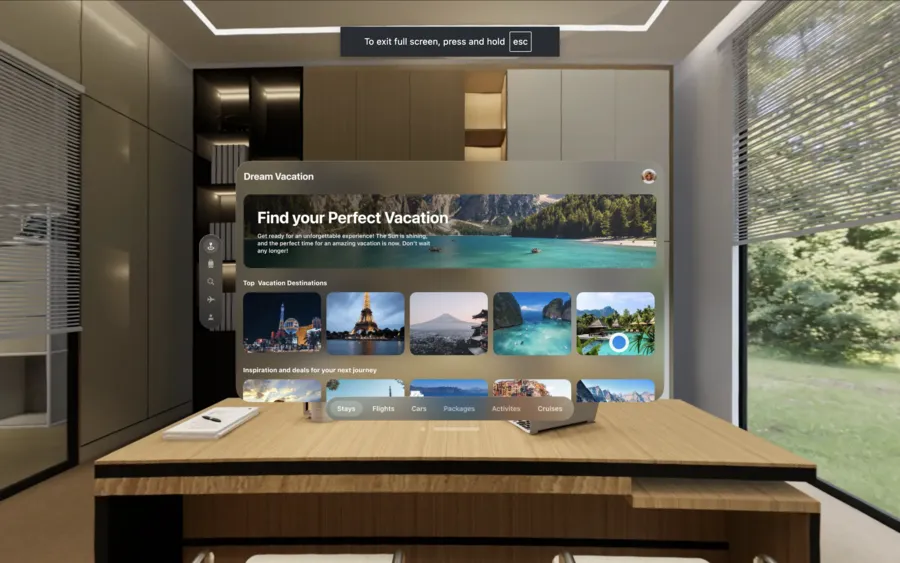 To exit full screen, press and hold esc
Dream Vacation
Find your Perfect Vacation
Get ready for an unforgettable experience! The Sun is shining,
and the perfect time for an amazing vacation is now. Don't wait
any longer!
Top Vacation Destinations
Inspiration and deals for your next journey
Stays Flights Cars Packages Activites Cruises